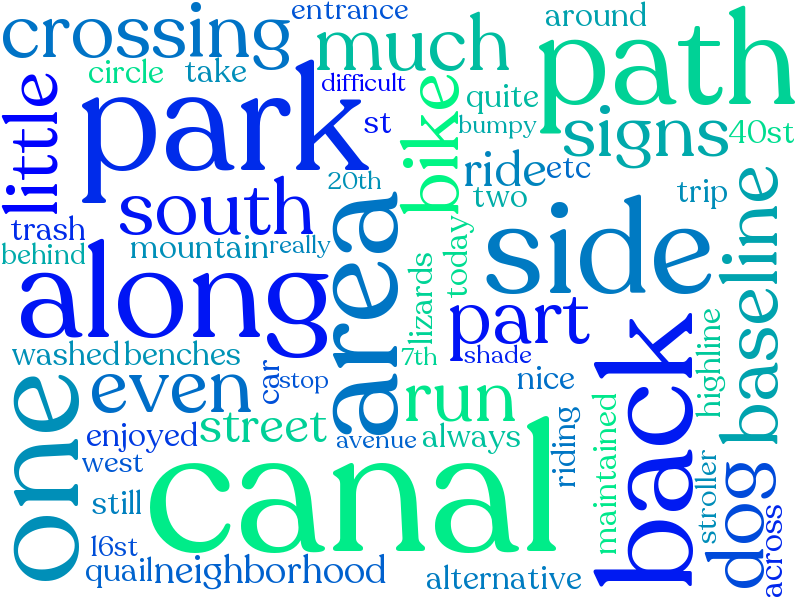 crossing
entrance
much
around
path
circle
take
difficult
little
park
st
bike
quite
bumpy
signs
40st
ride
etc
20th
two
trip
south
trash
behind
mountain
really
area
today
side
baseline
along
lizards
part
shade
7th
highline
back
washed
benches
even
car
stop
nice
one
run
enjoyed
street
avenue
always
riding
maintained
west
canal
stroller
dog
still
16st
quail
neighborhood
alternative
across